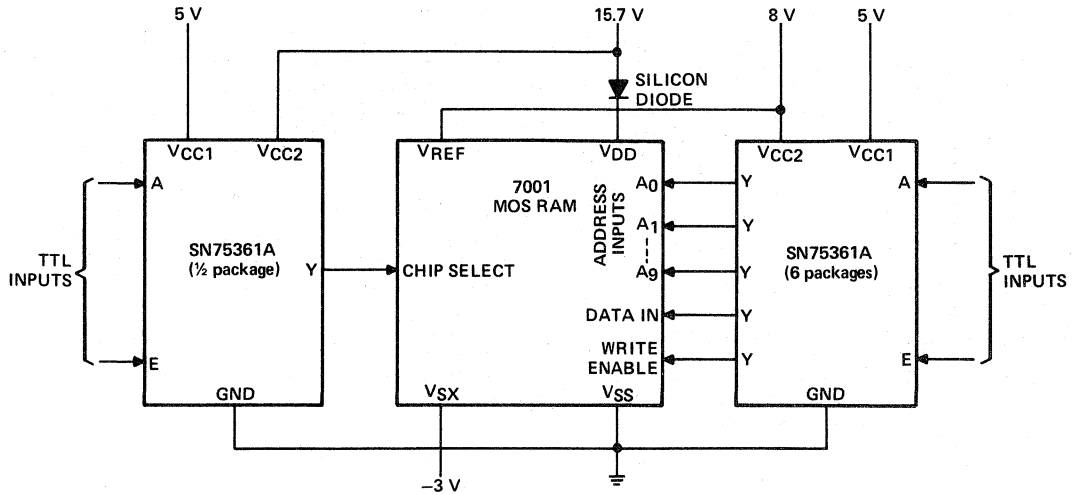 5 V
15.7 V
8 V
5 V
SILICON
DIODE
VCC1
VCC2
VREF
VDD
VCC2
VCC1
A
7001
MOS RAM
ADDRESS
INPUTS
A0
Y
A
A1
Y
TTL
INPUTS
SN75361A
(½ package)
Y
CHIP SELECT
A9
Y
SN75361A
(6 packages)
TTL
INPUTS
DATA IN
Y
E
WRITE
ENABLE
Y
E
GND
VSX
VSS
GND
–3 V